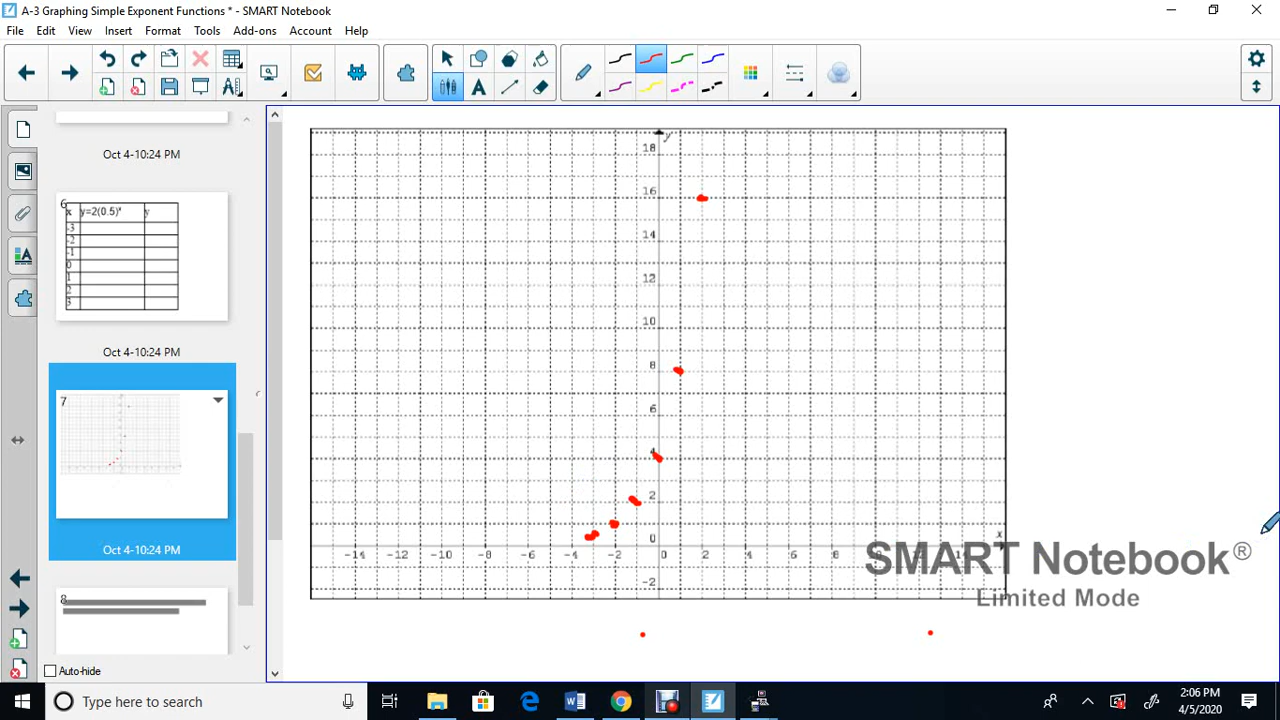 A-3 Graphing Simple Exponent Functions * - SMART Notebook
File Edit View Insert Format Tools Add-ons Account Help
Oct 4-10:24 PM
6
x y=2(0.5)ˣ y
-3
-2
-1
0
1
2
3
Oct 4-10:24 PM
7
Oct 4-10:24 PM
8
Auto-hide
y
18
16
14
12
10
8
6
4
2
0
x
-14 -12 -10 -8 -6 -4 -2 0 2 4 6 8
-2
SMART Notebook®
Limited Mode
A
Type here to search
2:06 PM
4/5/2020